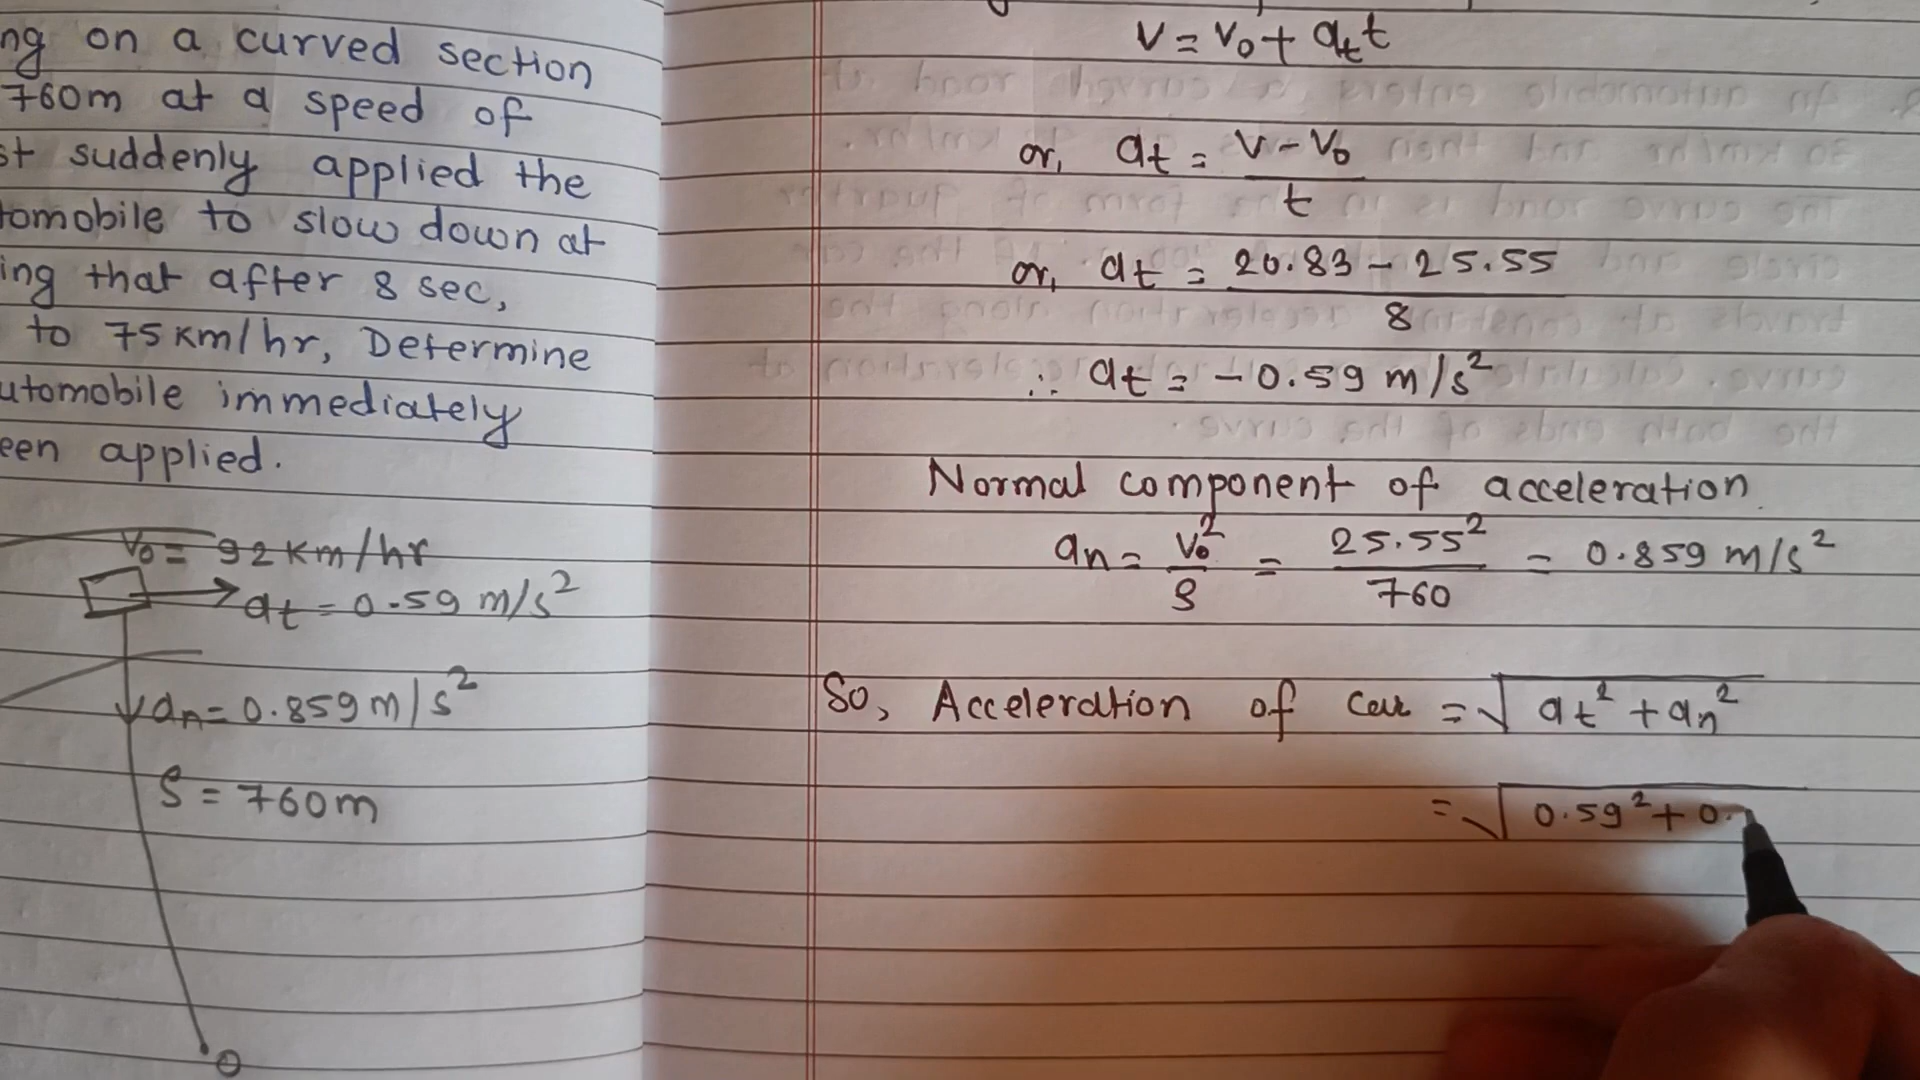 ng on a curved section
760m at a speed of
st suddenly applied the
tomobile to slow down at
ing that after 8 sec,
to 75 Km/hr, Determine
utomobile immediately
een applied.
V₀ = 92 Km/hr
at = 0.59 m/s²
an = 0.859 m/s²
ρ = 760m
O
V = V₀ + att
or, at = V - V₀ / t
or, at = 20.83 - 25.55 / 8
∴ at = -0.59 m/s²
Normal component of acceleration
an = V₀² / ρ = 25.55² / 760 = 0.859 m/s²
So, Acceleration of car = √at² + an²
= √0.59² + 0.